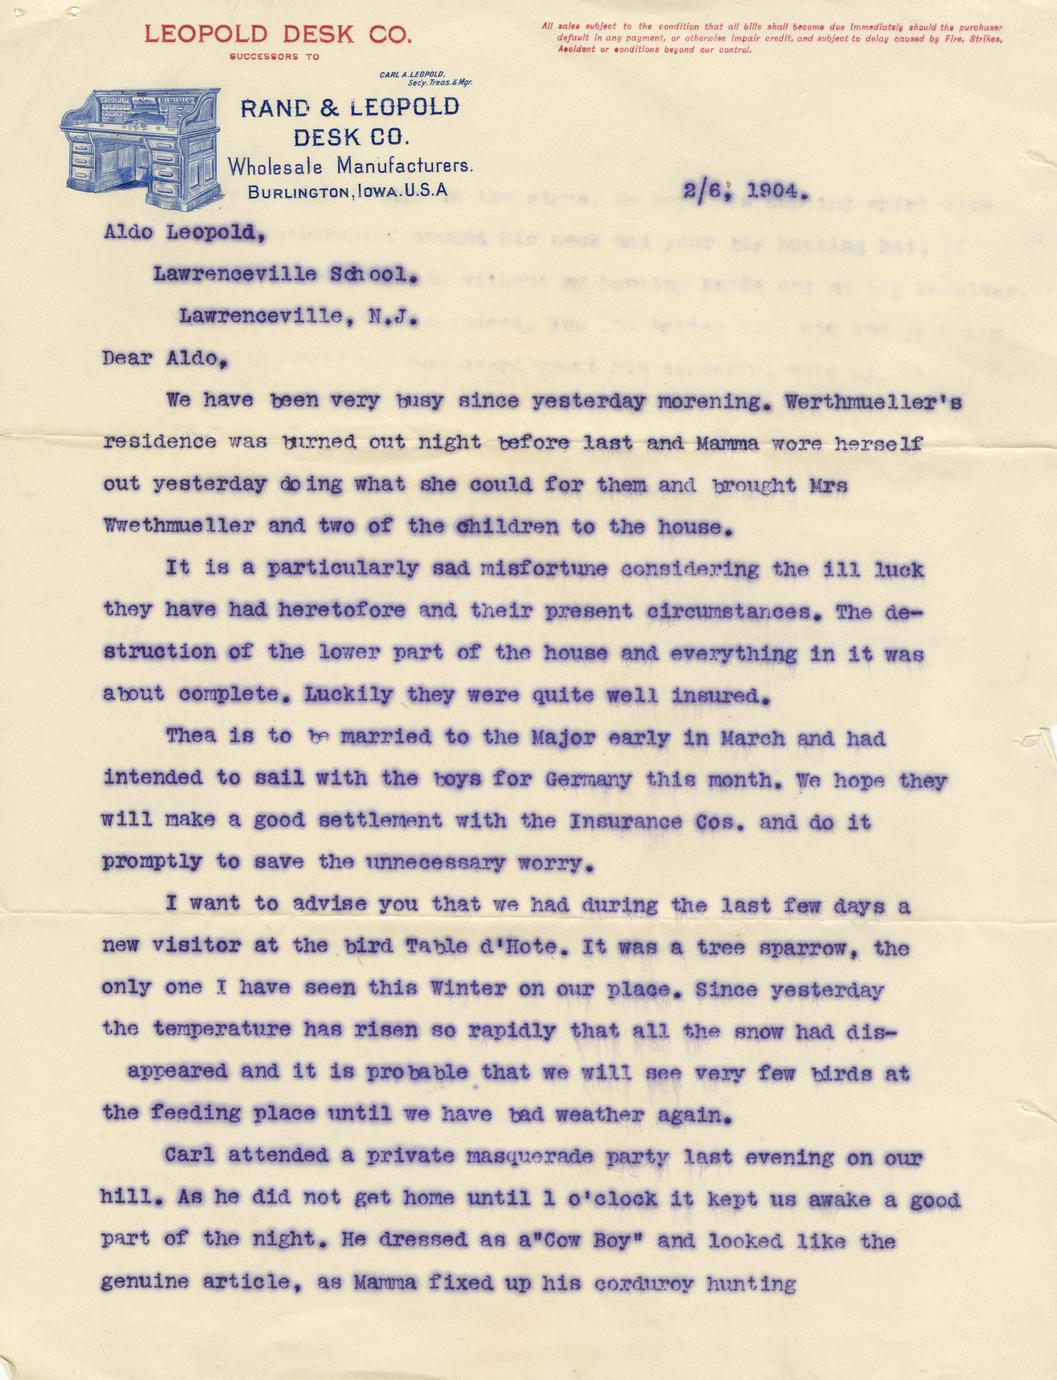 LEOPOLD DESK CO.
SUCCESSORS TO
All sales subject to the condition that all bills shall become due immediately should the purchaser
default in any payment, or otherwise impair credit, and subject to delay caused by Fire, Strikes,
Accident or conditions beyond our control.
CARL A. LEOPOLD,
Sec'y. Treas. & Mgr.
RAND & LEOPOLD
DESK CO.
Wholesale Manufacturers.
BURLINGTON, IOWA. U.S.A
2/6, 1904.
Aldo Leopold,
Lawrenceville School.
Lawrenceville, N.J.
Dear Aldo,
We have been very busy since yesterday morening. Werthmueller's
residence was burned out night before last and Mamma wore herself
out yesterday doing what she could for them and brought Mrs
Wwethmueller and two of the children to the house.
It is a particularly sad misfortune considering the ill luck
they have had heretofore and their present circumstances. The de-
struction of the lower part of the house and everything in it was
about complete. Luckily they were quite well insured.
Thea is to be married to the Major early in March and had
intended to sail with the boys for Germany this month. We hope they
will make a good settlement with the Insurance Cos. and do it
promptly to save the unnecessary worry.
I want to advise you that we had during the last few days a
new visitor at the bird Table d'Hote. It was a tree sparrow, the
only one I have seen this Winter on our place. Since yesterday
the temperature has risen so rapidly that all the snow had dis-
appeared and it is probable that we will see very few birds at
the feeding place until we have bad weather again.
Carl attended a private masquerade party last evening on our
hill. As he did not get home until 1 o'clock it kept us awake a good
part of the night. He dressed as a"Cow Boy" and looked like the
genuine article, as Mamma fixed up his corduroy hunting